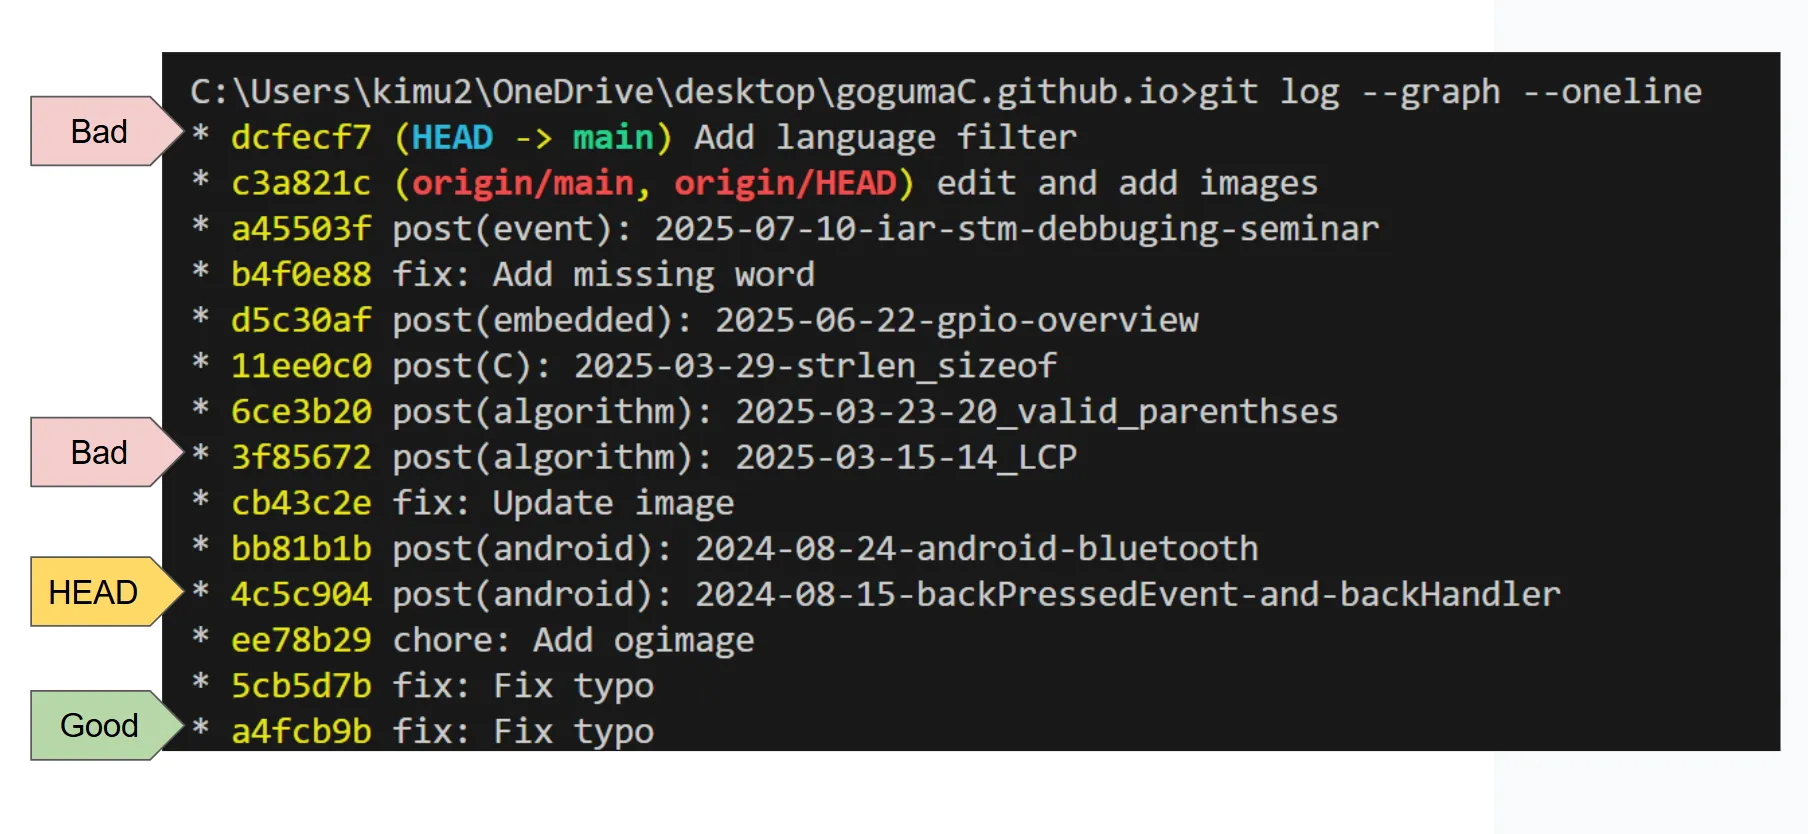 C:\Users\kimu2\OneDrive\desktop\gogumaC.github.io>git log --graph --oneline
Bad
* dcfecf7 (HEAD -> main) Add language filter
* c3a821c (origin/main, origin/HEAD) edit and add images
* a45503f post(event): 2025-07-10-iar-stm-debbuging-seminar
* b4f0e88 fix: Add missing word
* d5c30af post(embedded): 2025-06-22-gpio-overview
* 11ee0c0 post(C): 2025-03-29-strlen_sizeof
* 6ce3b20 post(algorithm): 2025-03-23-20_valid_parenthses
Bad
* 3f85672 post(algorithm): 2025-03-15-14_LCP
* cb43c2e fix: Update image
* bb81b1b post(android): 2024-08-24-android-bluetooth
HEAD
* 4c5c904 post(android): 2024-08-15-backPressedEvent-and-backHandler
* ee78b29 chore: Add ogimage
* 5cb5d7b fix: Fix typo
Good
* a4fcb9b fix: Fix typo